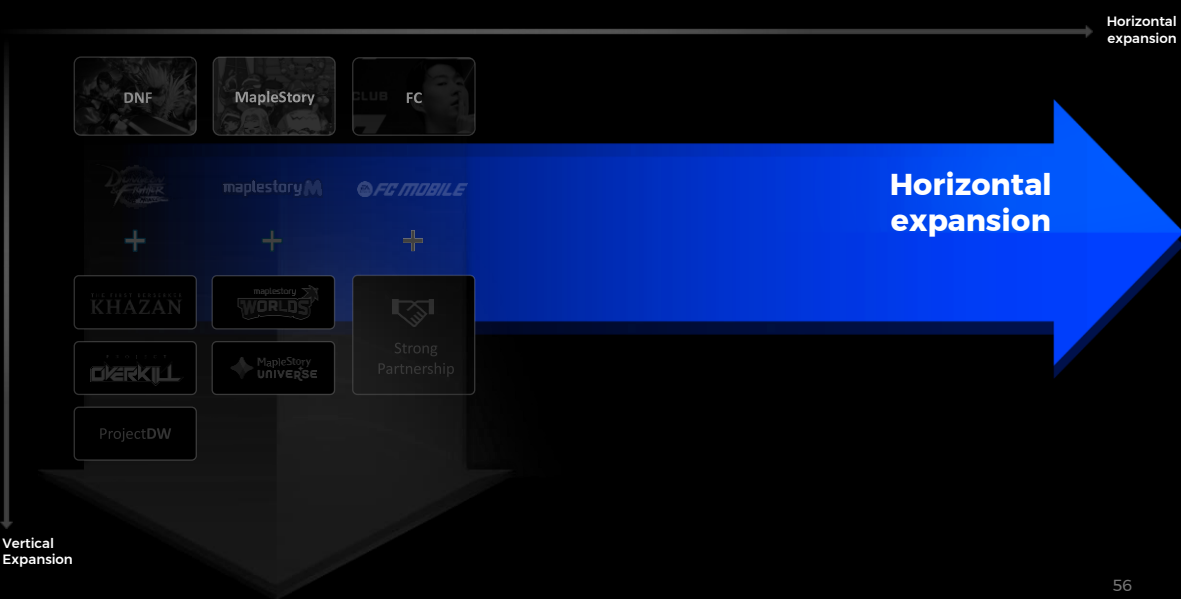 Horizontal
expansion
DNF
MapleStory
CLUB
FC
maplestory M
FC MOBILE
+
+
+
KHAZAN
maplestory
WORLDS
Strong
Partnership
OVERKILL
MapleStory
UNIVERSE
ProjectDW
Horizontal
expansion
Vertical
Expansion
56